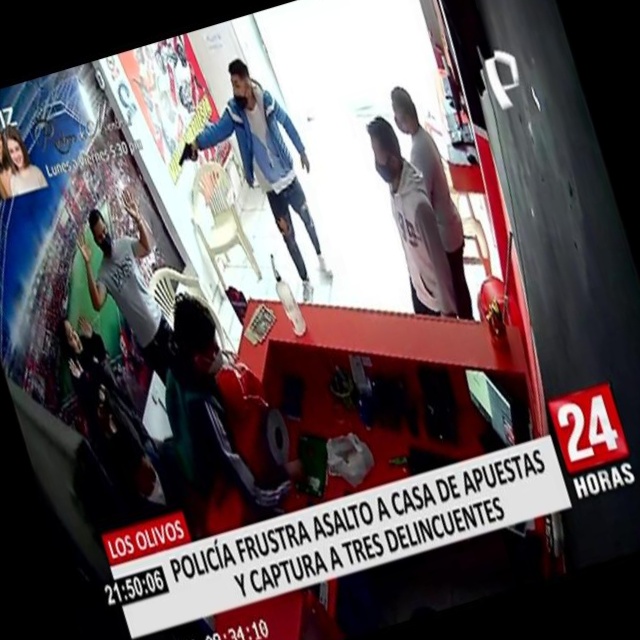 Lunes a viernes 3:30 pm
P
24
HORAS
LOS OLIVOS
21:50:06
POLICÍA FRUSTRA ASALTO A CASA DE APUESTAS
Y CAPTURA A TRES DELINCUENTES